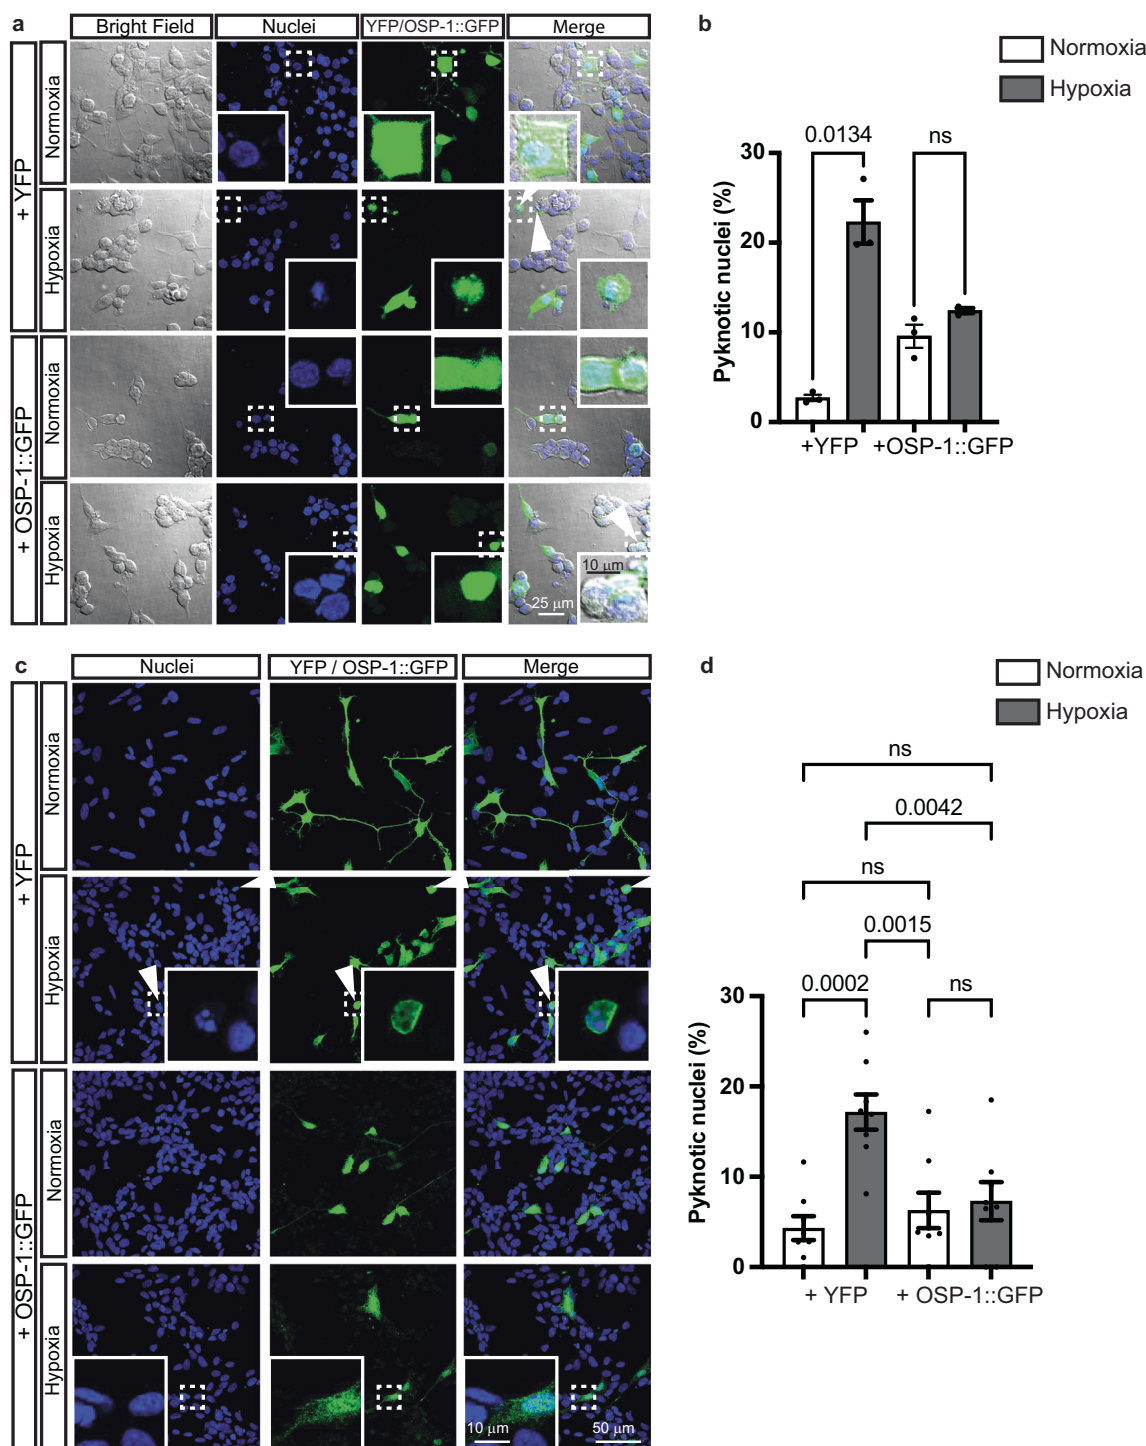 a
Bright Field
Nuclei
YFP/OSP-1::GFP
Merge
+ YFP
Normoxia
Hypoxia
+ OSP-1::GFP
Normoxia
Hypoxia
10 μm
25 μm
b
Normoxia
Hypoxia
0.0134
ns
Pyknotic nuclei (%)
30
20
10
0
+YFP
+OSP-1::GFP
c
Nuclei
YFP / OSP-1::GFP
Merge
+ YFP
Normoxia
Hypoxia
+ OSP-1::GFP
Normoxia
Hypoxia
10 μm
50 μm
d
Normoxia
Hypoxia
ns
0.0042
ns
0.0015
0.0002
ns
Pyknotic nuclei (%)
30
20
10
0
+ YFP
+ OSP-1::GFP